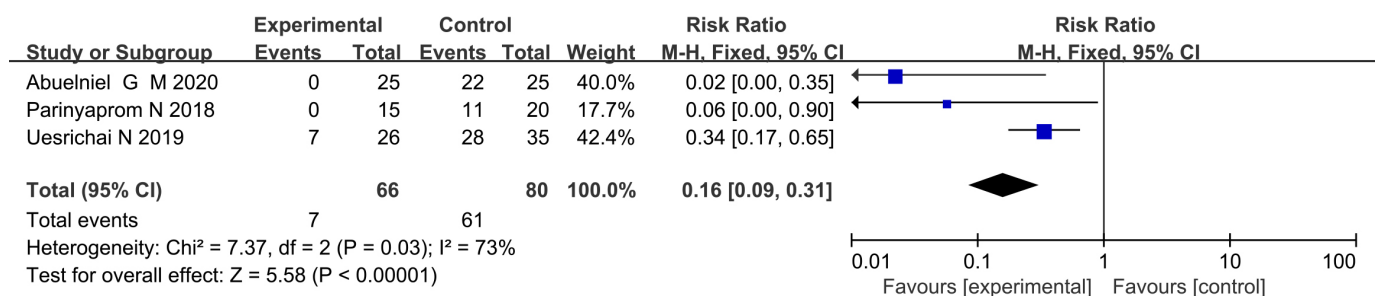 Experimental Control Risk Ratio Risk Ratio
Study or Subgroup Events Total Events Total Weight M-H, Fixed, 95% CI M-H, Fixed, 95% CI
Abuelniel G M 2020 0 25 22 25 40.0% 0.02 [0.00, 0.35]
Parinyaprom N 2018 0 15 11 20 17.7% 0.06 [0.00, 0.90]
Uesrichai N 2019 7 26 28 35 42.4% 0.34 [0.17, 0.65]
Total (95% CI) 66 80 100.0% 0.16 [0.09, 0.31]
Total events 7 61
Heterogeneity: Chi² = 7.37, df = 2 (P = 0.03); I² = 73%
Test for overall effect: Z = 5.58 (P < 0.00001)
0.01 0.1 1 10 100
Favours [experimental] Favours [control]